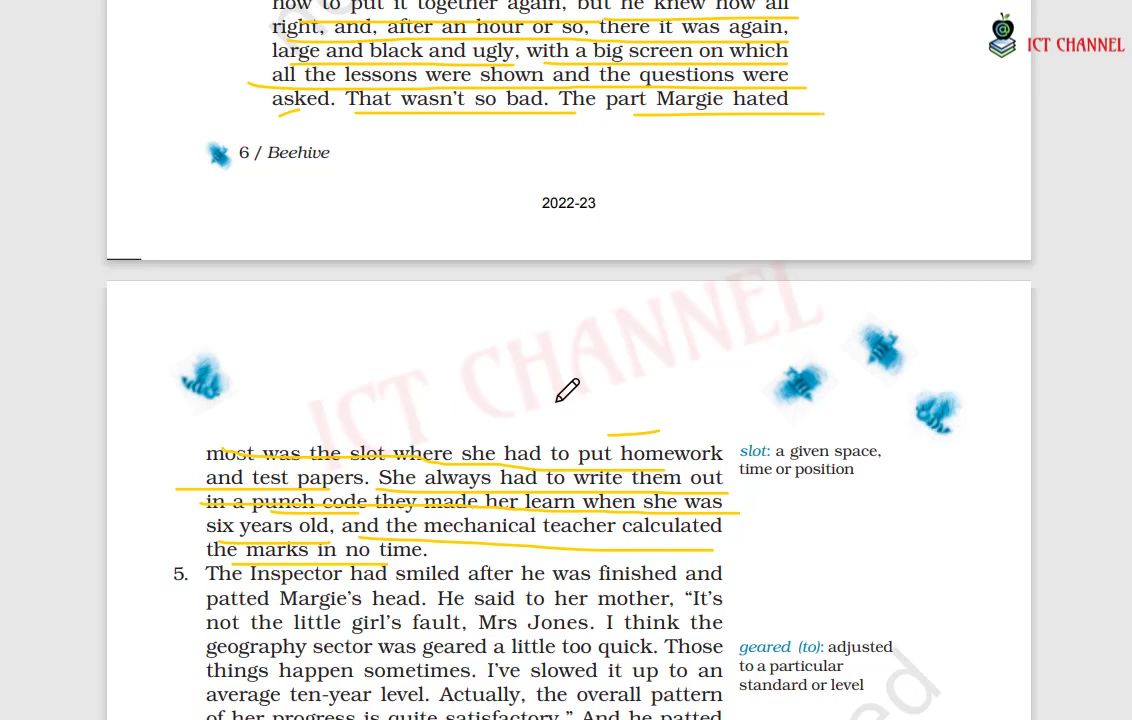 how to put it together again, but he knew how all
right, and, after an hour or so, there it was again,
large and black and ugly, with a big screen on which
all the lessons were shown and the questions were
asked. That wasn't so bad. The part Margie hated
6 / Beehive
2022-23
ICT CHANNEL
ICT CHANNEL
most was the slot where she had to put homework
and test papers. She always had to write them out
in a punch code they made her learn when she was
six years old, and the mechanical teacher calculated
the marks in no time.
slot: a given space,
time or position
5. The Inspector had smiled after he was finished and
patted Margie's head. He said to her mother, “It's
not the little girl's fault, Mrs Jones. I think the
geography sector was geared a little too quick. Those
things happen sometimes. I've slowed it up to an
average ten-year level. Actually, the overall pattern
of her progress is quite satisfactory.” And he patted
geared (to): adjusted
to a particular
standard or level